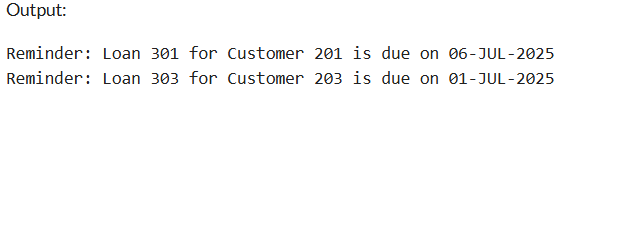 Output:
Reminder: Loan 301 for Customer 201 is due on 06-JUL-2025
Reminder: Loan 303 for Customer 203 is due on 01-JUL-2025